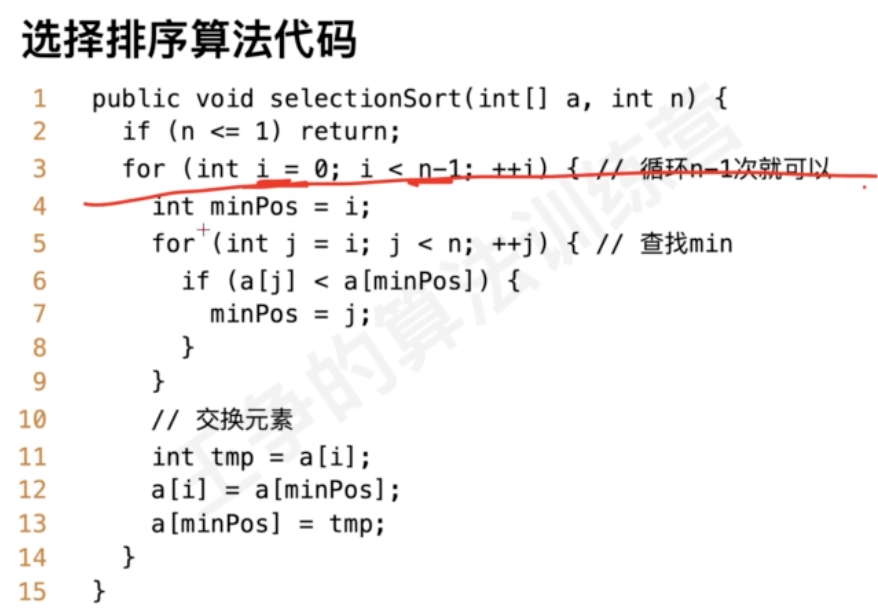 选择排序算法代码
1 public void selectionSort(int[] a, int n) {
2 if (n <= 1) return;
3 for (int i = 0; i < n-1; ++i) { // 循环n-1次就可以
4 int minPos = i;
5 for (int j = i; j < n; ++j) { // 查找min
6 if (a[j] < a[minPos]) {
7 minPos = j;
8 }
9 }
10 // 交换元素
11 int tmp = a[i];
12 a[i] = a[minPos];
13 a[minPos] = tmp;
14 }
15 }
王争的算法训练营